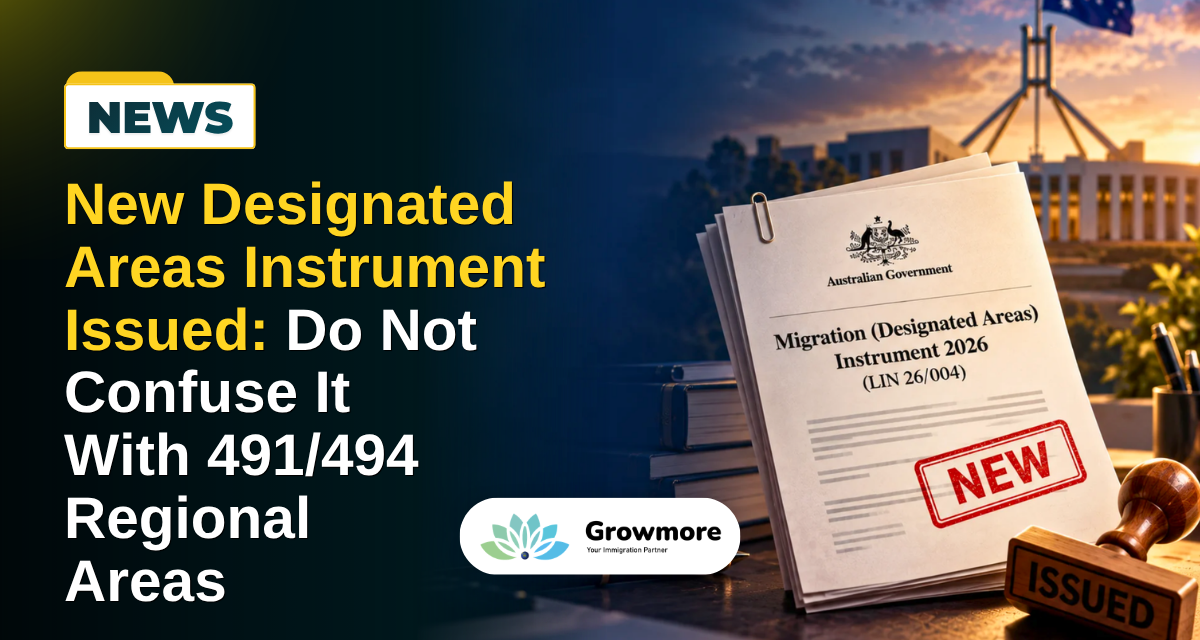 NEWS
New Designated
Areas Instrument
Issued: Do Not
Confuse It
With 491/494
Regional
Areas
Growmore
Your Immigration Partner
Australian Government
Migration (Designated Areas)
Instrument 2026
(LIN 26/004)
NEW
ISSUED